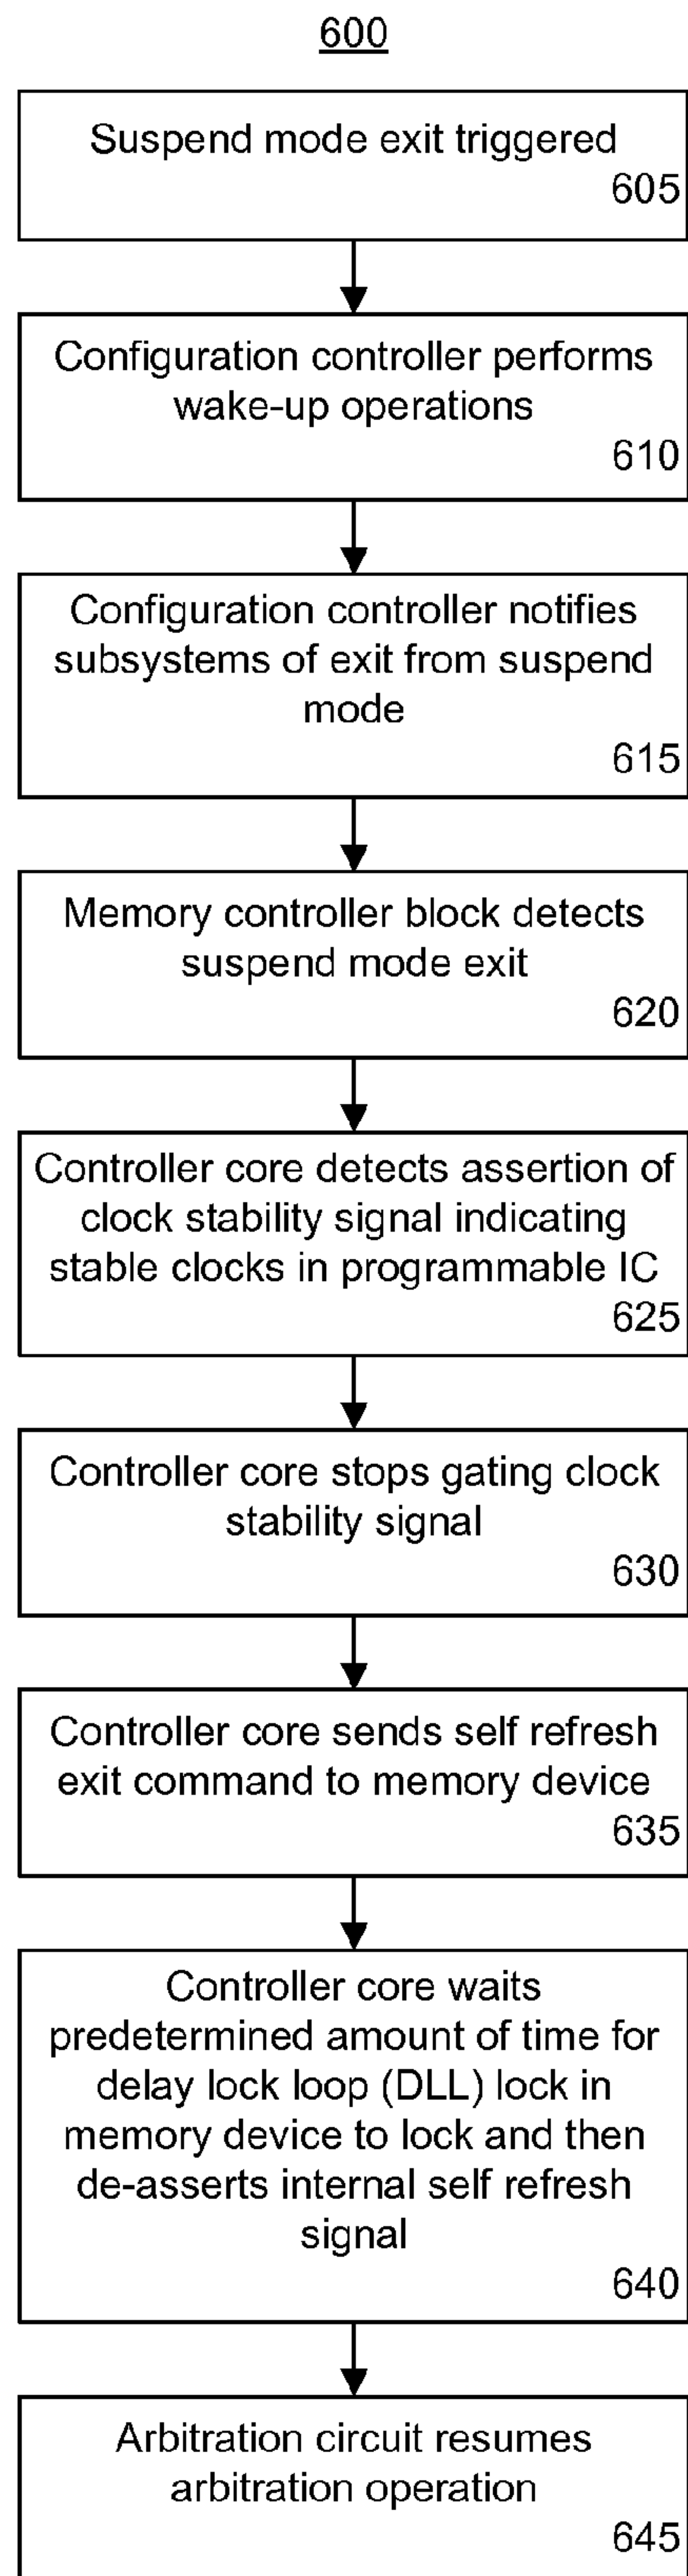 600
Suspend mode exit triggered
605
Configuration controller performs
wake-up operations
610
Configuration controller notifies
subsystems of exit from suspend
mode
615
Memory controller block detects
suspend mode exit
620
Controller core detects assertion of
clock stability signal indicating
stable clocks in programmable IC
625
Controller core stops gating clock
stability signal
630
Controller core sends self refresh
exit command to memory device
635
Controller core waits
predetermined amount of time for
delay lock loop (DLL) lock in
memory device to lock and then
de-asserts internal self refresh
signal
640
Arbitration circuit resumes
arbitration operation
645